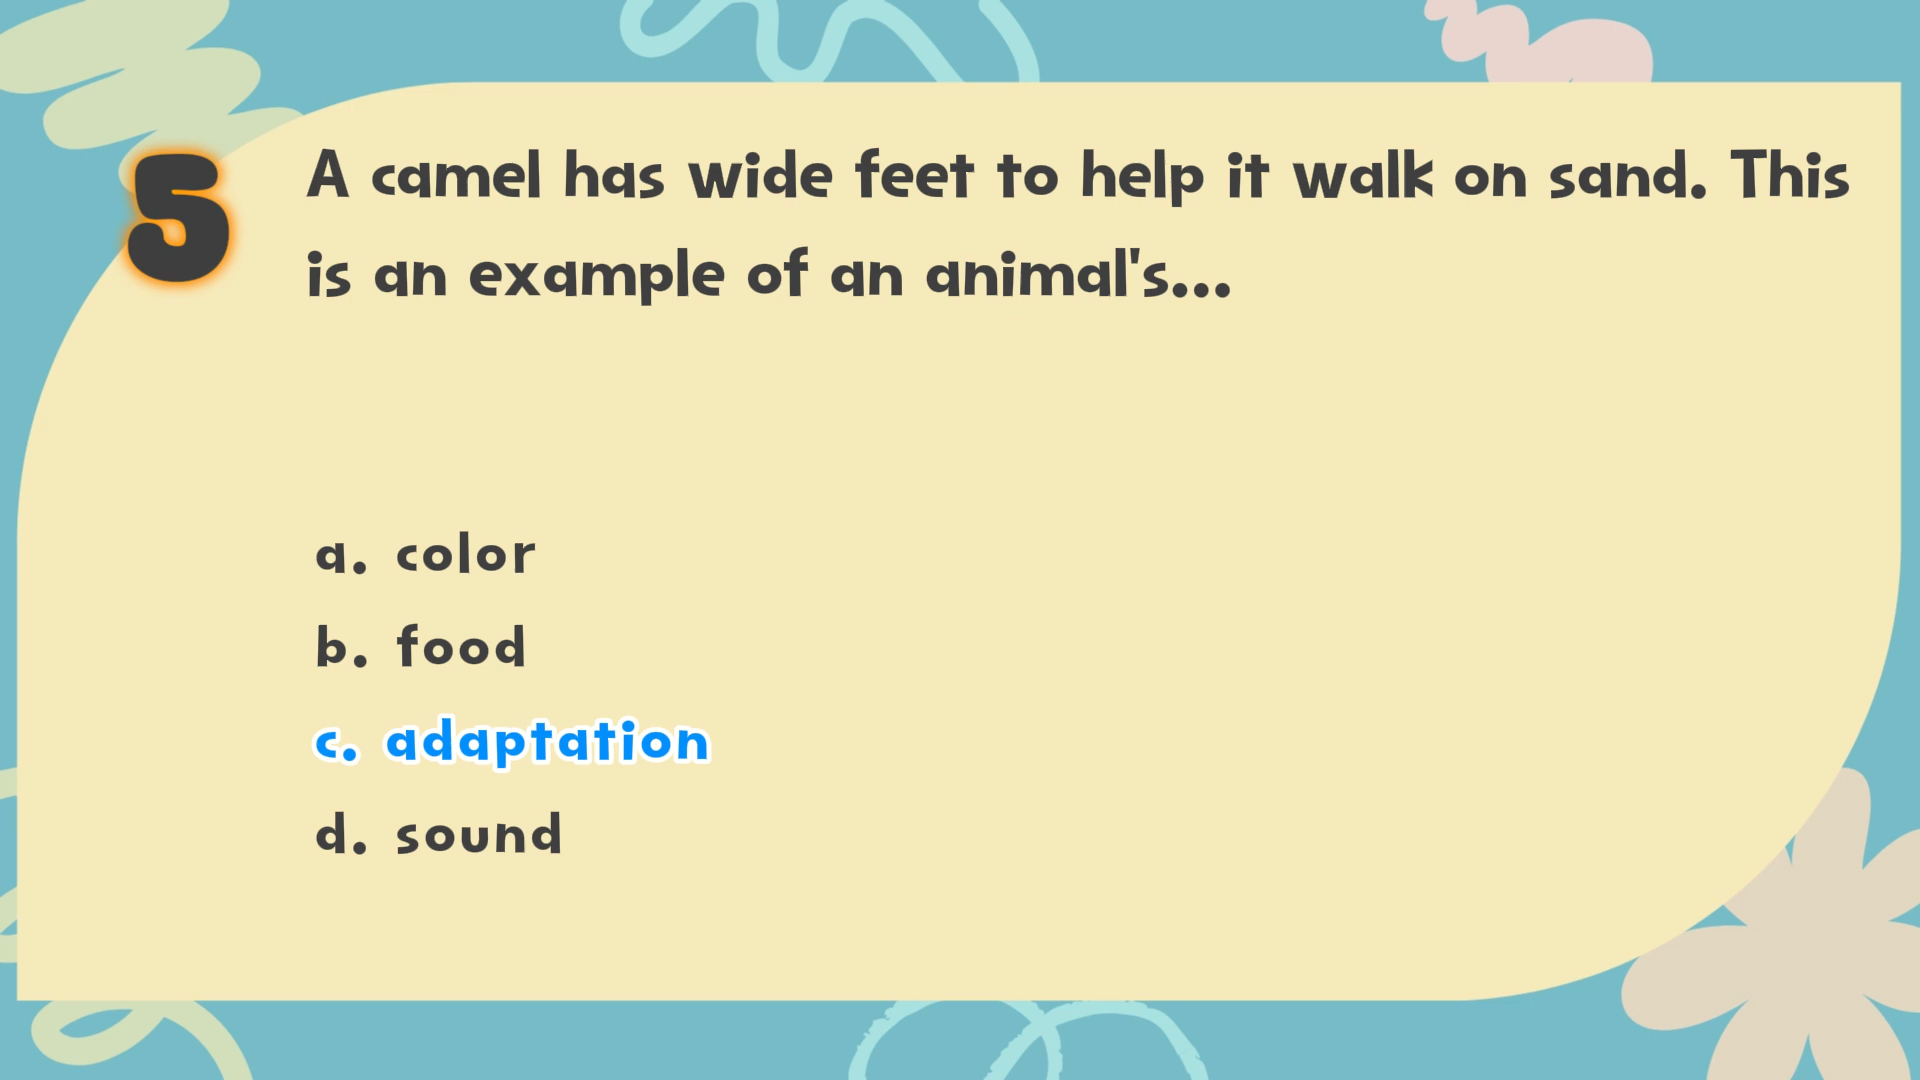 5
A camel has wide feet to help it walk on sand. This
is an example of an animal's...
a. color
b. food
c. adaptation
d. sound